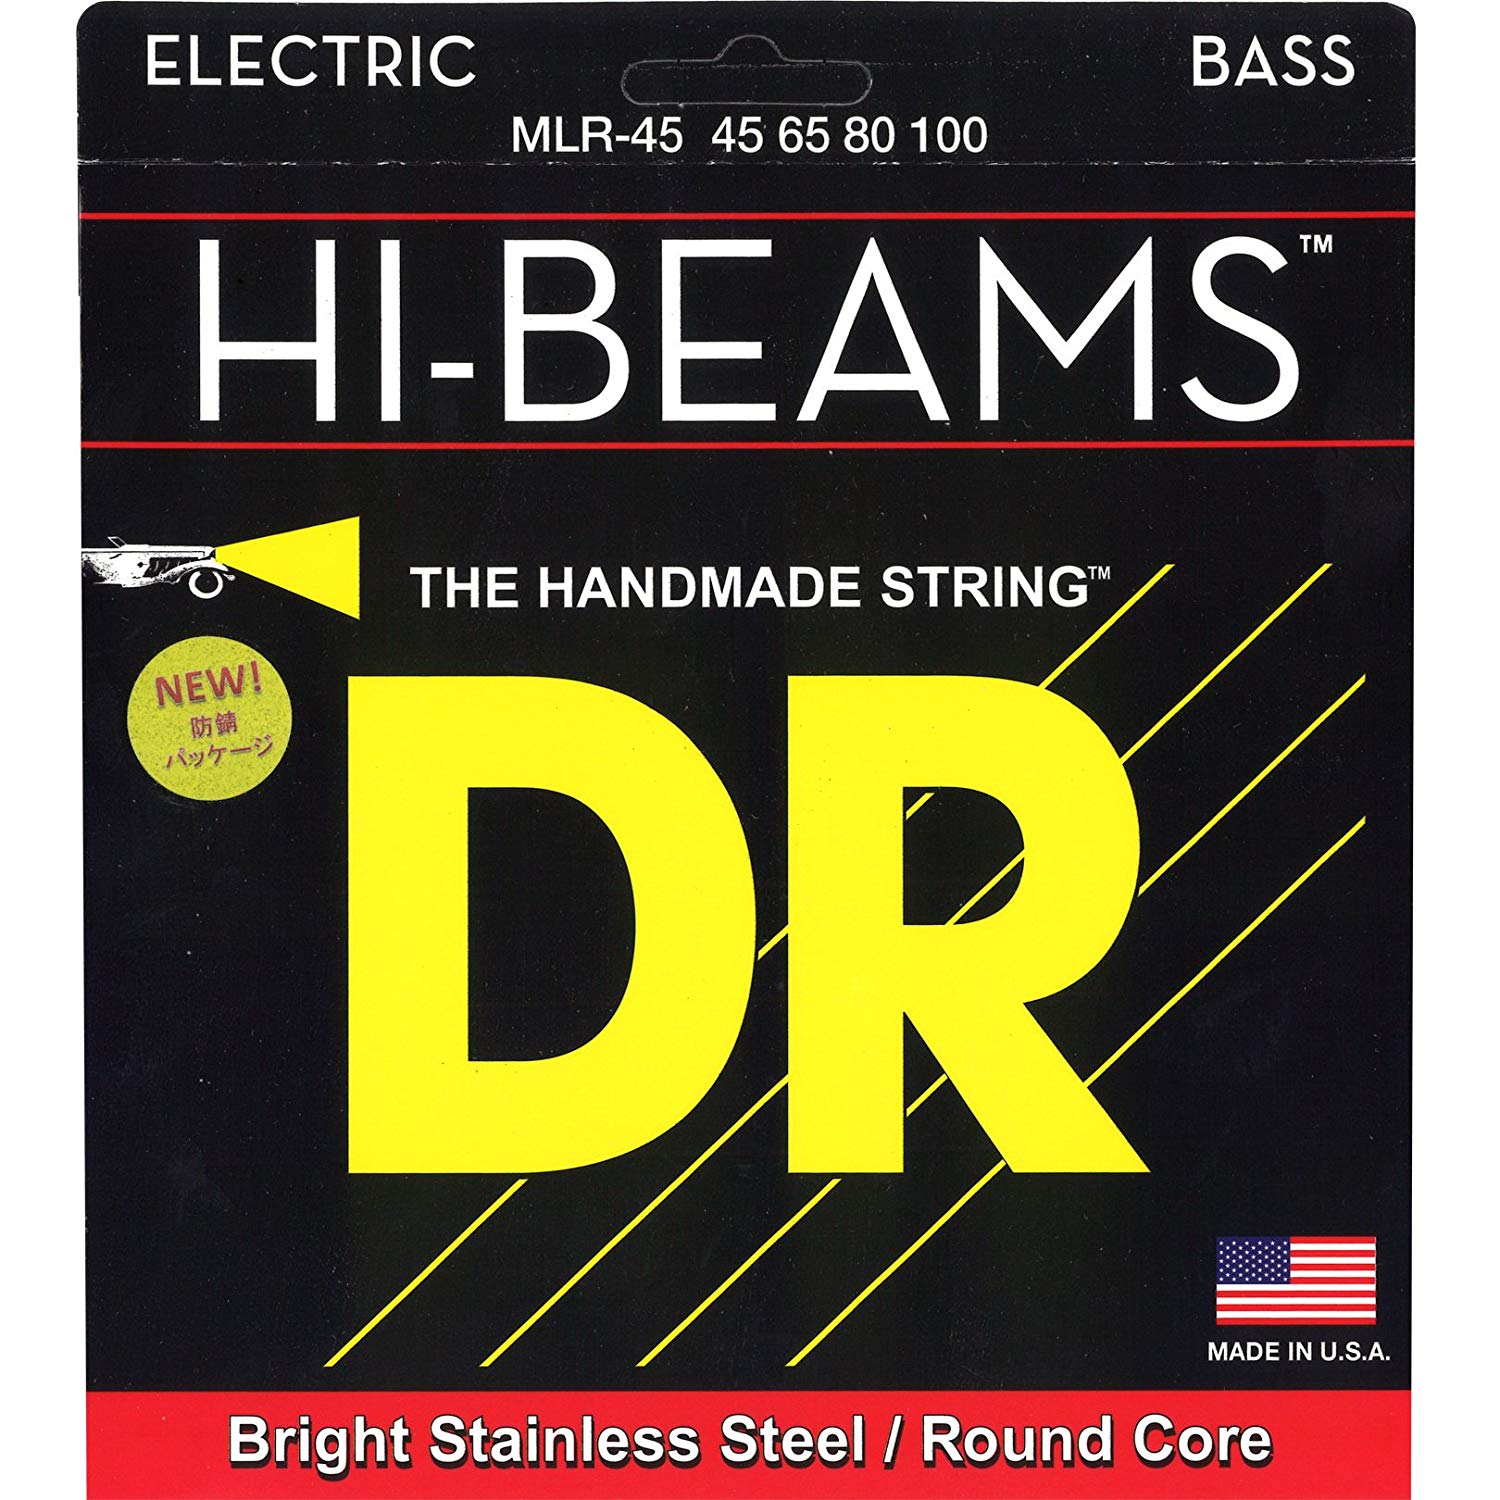 ELECTRIC BASS
MLR-45 45 65 80 100
HI-BEAMS™
THE HANDMADE STRING™
NEW!
防錆
パッケージ
DR
MADE IN U.S.A.
Bright Stainless Steel / Round Core